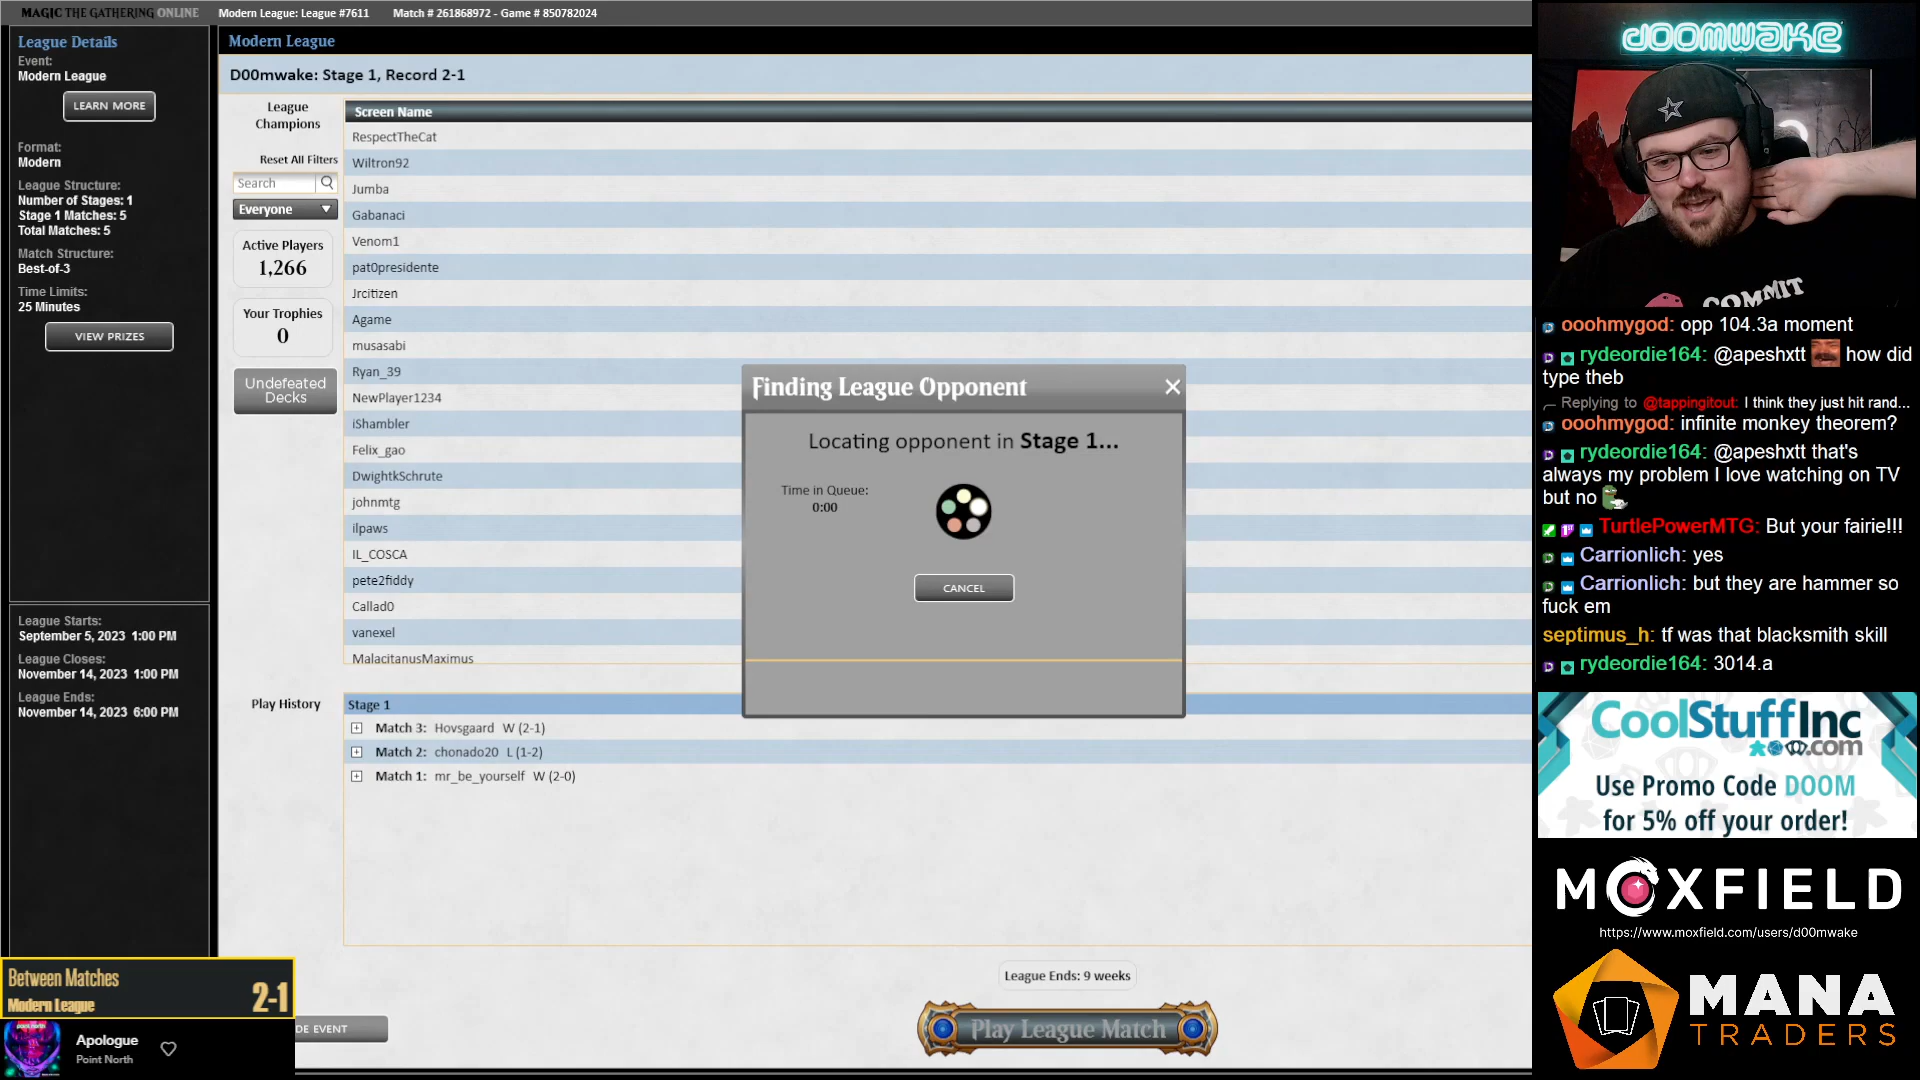 MAGIC THE GATHERING ONLINE
Modern League: League #7611
Match # 261868972 - Game # 850782024
League Details
Event:
Modern League
LEARN MORE
Format:
Modern
League Structure:
Number of Stages: 1
Stage 1 Matches: 5
Total Matches: 5
Match Structure:
Best-of-3
Time Limits:
25 Minutes
VIEW PRIZES
League Starts:
September 5, 2023 1:00 PM
League Closes:
November 14, 2023 1:00 PM
League Ends:
November 14, 2023 6:00 PM
Modern League
D00mwake: Stage 1, Record 2-1
League
Champions
Reset All Filters
Search
Everyone
Active Players
1,266
Your Trophies
0
Undefeated
Decks
Screen Name
RespectTheCat
Wiltron92
Jumba
Gabanaci
Venom1
pat0presidente
Jrcitizen
Agame
musasabi
Ryan_39
NewPlayer1234
iShambler
Felix_gao
DwightkSchrute
johnmtg
ilpaws
IL_COSCA
pete2fiddy
Callad0
vanexel
MalacitanusMaximus
Finding League Opponent
Locating opponent in Stage 1...
Time in Queue:
0:00
CANCEL
Play History
Stage 1
Match 3: Hovsgaard W (2-1)
Match 2: chonado20 L (1-2)
Match 1: mr_be_yourself W (2-0)
League Ends: 9 weeks
Play League Match
DE EVENT
Between Matches
Modern League
2-1
Apologue
Point North
doomwake
COMMIT
ooohmygod: opp 104.3a moment
rydeordie164: @apeshxtt how did
type theb
Replying to @tappingitout: I think they just hit rand...
ooohmygod: infinite monkey theorem?
rydeordie164: @apeshxtt that's
always my problem I love watching on TV
but no
TurtlePowerMTG: But your fairie!!!
Carrionlich: yes
Carrionlich: but they are hammer so
fuck em
septimus_h: tf was that blacksmith skill
rydeordie164: 3014.a
CoolStuffInc
.com
Use Promo Code DOOM
for 5% off your order!
MOXFIELD
https://www.moxfield.com/users/d00mwake
MANA
TRADERS